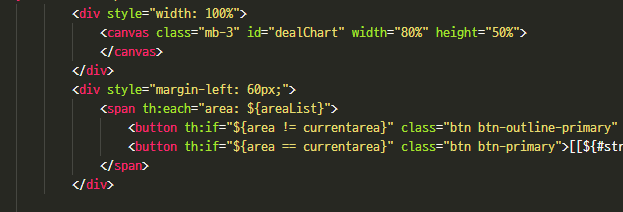 <div style="width: 100%">
<canvas class="mb-3" id="dealChart" width="80%" height="50%">
</canvas>
</div>
<div style="margin-left: 60px;">
<span th:each="area: ${areaList}">
<button th:if="${area != currentarea}" class="btn btn-outline-primary"
<button th:if="${area == currentarea}" class="btn btn-primary">[[${#str
</span>
</div>